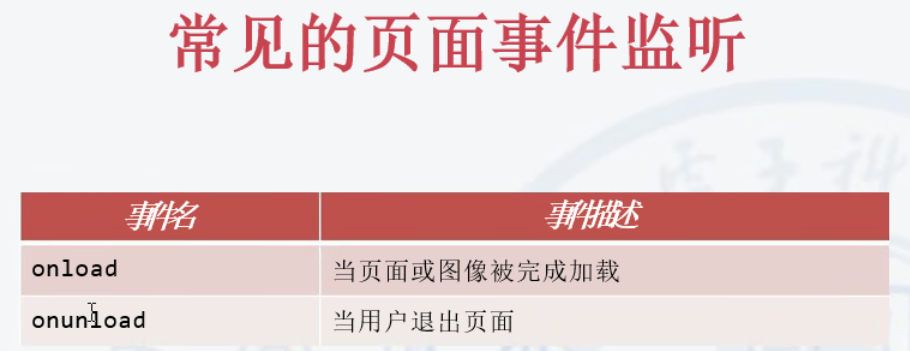 常见的页面事件监听
事件名 事件描述
onload 当页面或图像被完成加载
onunload 当用户退出页面